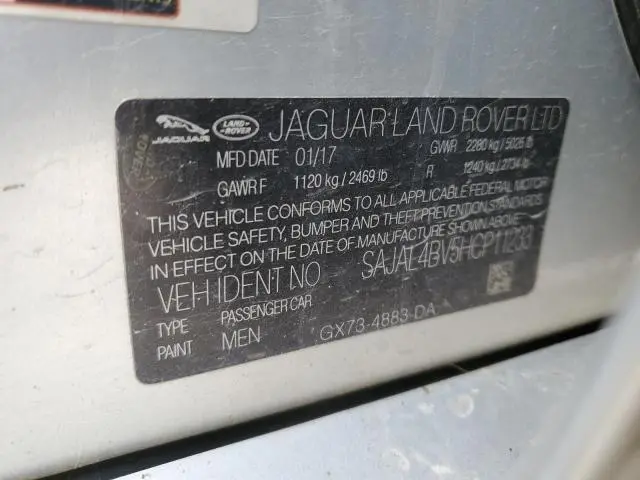 JAGUAR LAND-ROVER JAGUAR LAND ROVER LTD
MFD DATE 01/17 GVWR 2280 kg / 5026 lb
GAWR F 1120 kg / 2469 lb R 1240 kg / 2734 lb
THIS VEHICLE CONFORMS TO ALL APPLICABLE FEDERAL MOTOR
VEHICLE SAFETY, BUMPER AND THEFT PREVENTION STANDARDS
IN EFFECT ON THE DATE OF MANUFACTURE SHOWN ABOVE.
VEH IDENT NO SAJAE4BV5HCP11233
TYPE PASSENGER CAR
PAINT MEN GX73-4883-DA